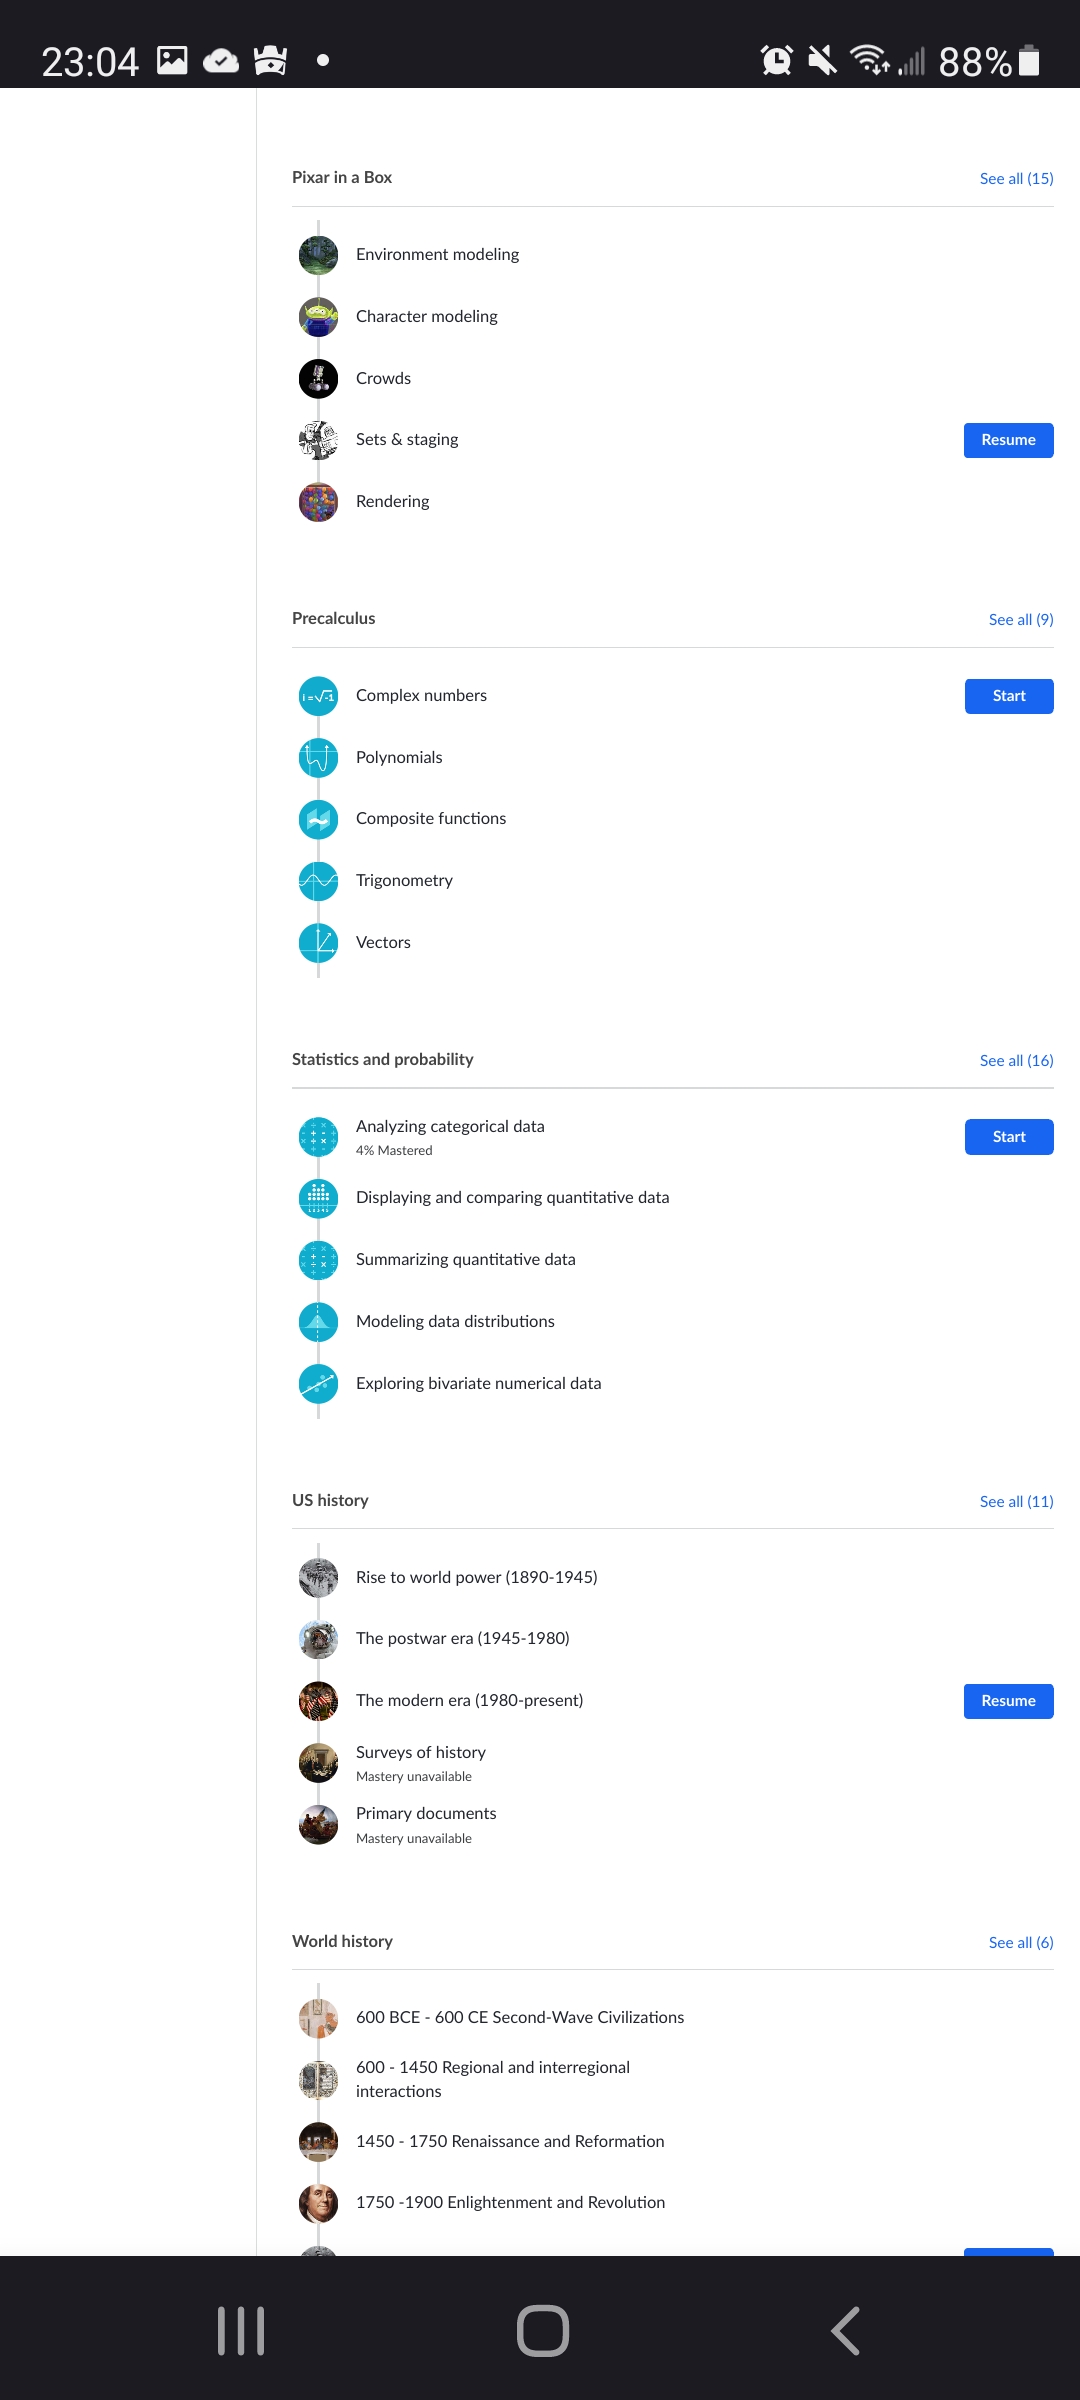 23:04
88%
Pixar in a Box
See all (15)
Environment modeling
Character modeling
Crowds
Sets & staging
Resume
Rendering
Precalculus
See all (9)
i = √-1
Complex numbers
Start
Polynomials
Composite functions
Trigonometry
Vectors
Statistics and probability
See all (16)
Analyzing categorical data
4% Mastered
Start
Displaying and comparing quantitative data
Summarizing quantitative data
Modeling data distributions
Exploring bivariate numerical data
US history
See all (11)
Rise to world power (1890-1945)
The postwar era (1945-1980)
The modern era (1980-present)
Resume
Surveys of history
Mastery unavailable
Primary documents
Mastery unavailable
World history
See all (6)
600 BCE - 600 CE Second-Wave Civilizations
600 - 1450 Regional and interregional
interactions
1450 - 1750 Renaissance and Reformation
1750 -1900 Enlightenment and Revolution